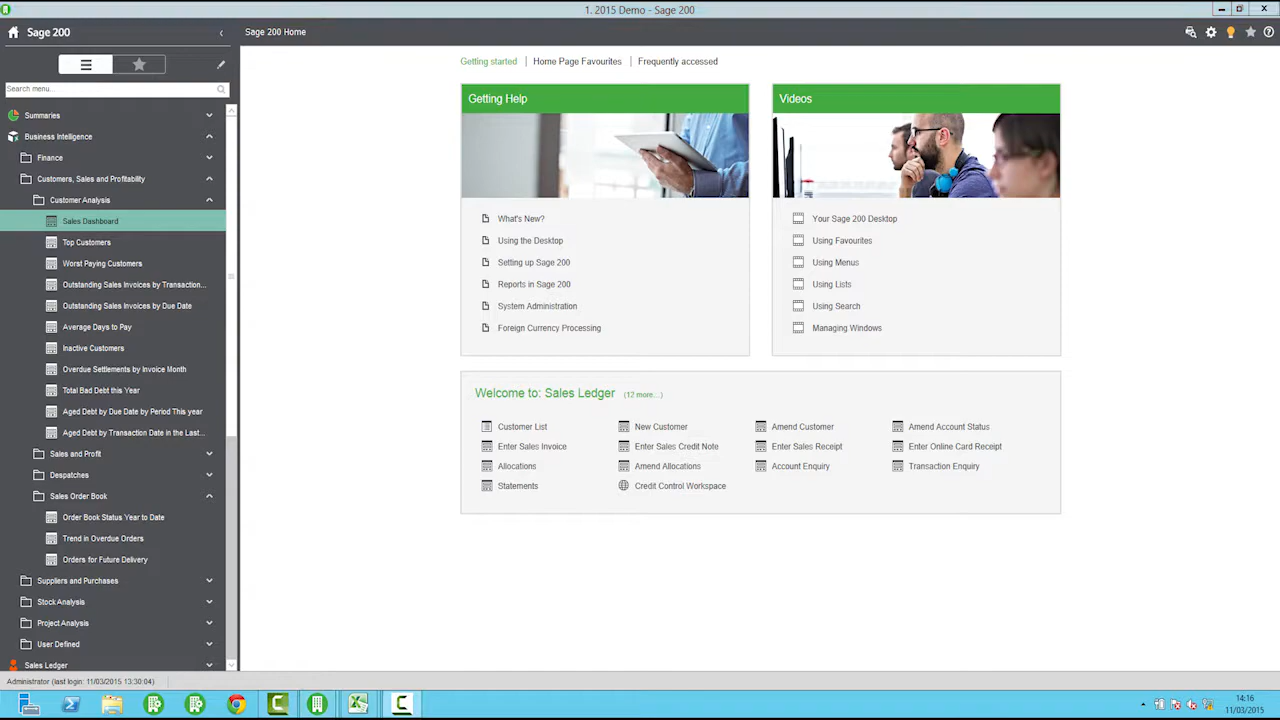 1. 2015 Demo - Sage 200
Sage 200
Sage 200 Home
Search menu...
Summaries
Business Intelligence
Finance
Customers, Sales and Profitability
Customer Analysis
Sales Dashboard
Top Customers
Worst Paying Customers
Outstanding Sales Invoices by Transaction...
Outstanding Sales Invoices by Due Date
Average Days to Pay
Inactive Customers
Overdue Settlements by Invoice Month
Total Bad Debt this Year
Aged Debt by Due Date by Period This year
Aged Debt by Transaction Date in the Last...
Sales and Profit
Despatches
Sales Order Book
Order Book Status Year to Date
Trend in Overdue Orders
Orders for Future Delivery
Suppliers and Purchases
Stock Analysis
Project Analysis
User Defined
Sales Ledger
Getting started | Home Page Favourites | Frequently accessed
Getting Help
What's New?
Using the Desktop
Setting up Sage 200
Reports in Sage 200
System Administration
Foreign Currency Processing
Videos
Your Sage 200 Desktop
Using Favourites
Using Menus
Using Lists
Using Search
Managing Windows
Welcome to: Sales Ledger (12 more...)
Customer List New Customer Amend Customer Amend Account Status
Enter Sales Invoice Enter Sales Credit Note Enter Sales Receipt Enter Online Card Receipt
Allocations Amend Allocations Account Enquiry Transaction Enquiry
Statements Credit Control Workspace
Administrator (last login: 11/03/2015 13:30:04)
14:16
11/03/2015